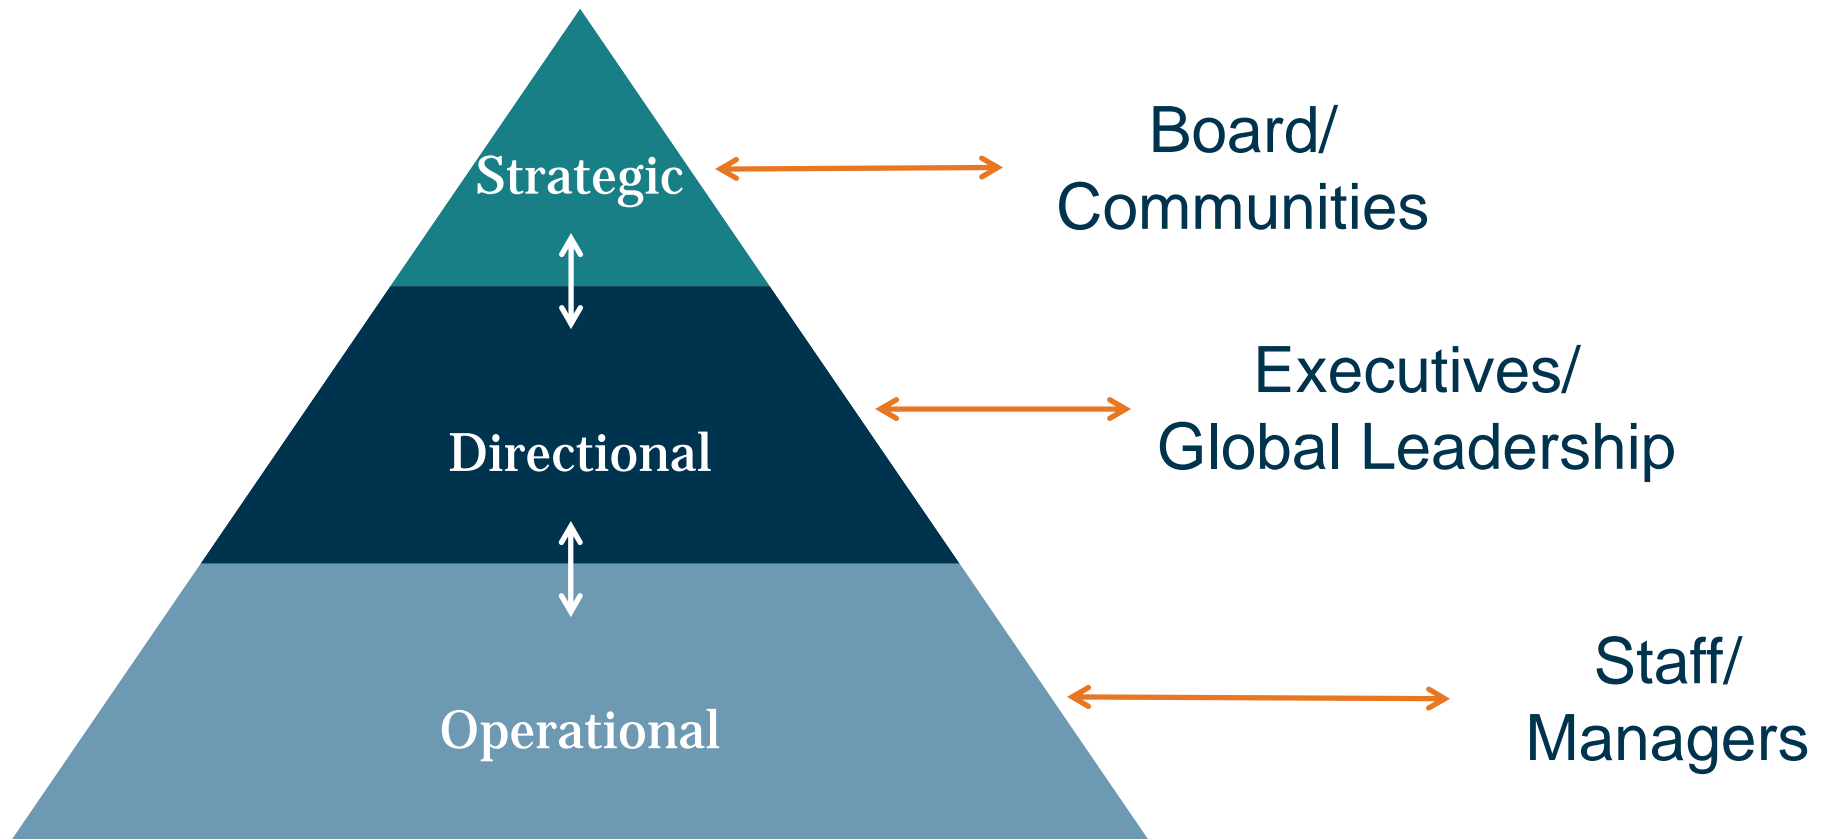 Strategic
Board/
Communities
Directional
Executives/
Global Leadership
Operational
Staff/
Managers